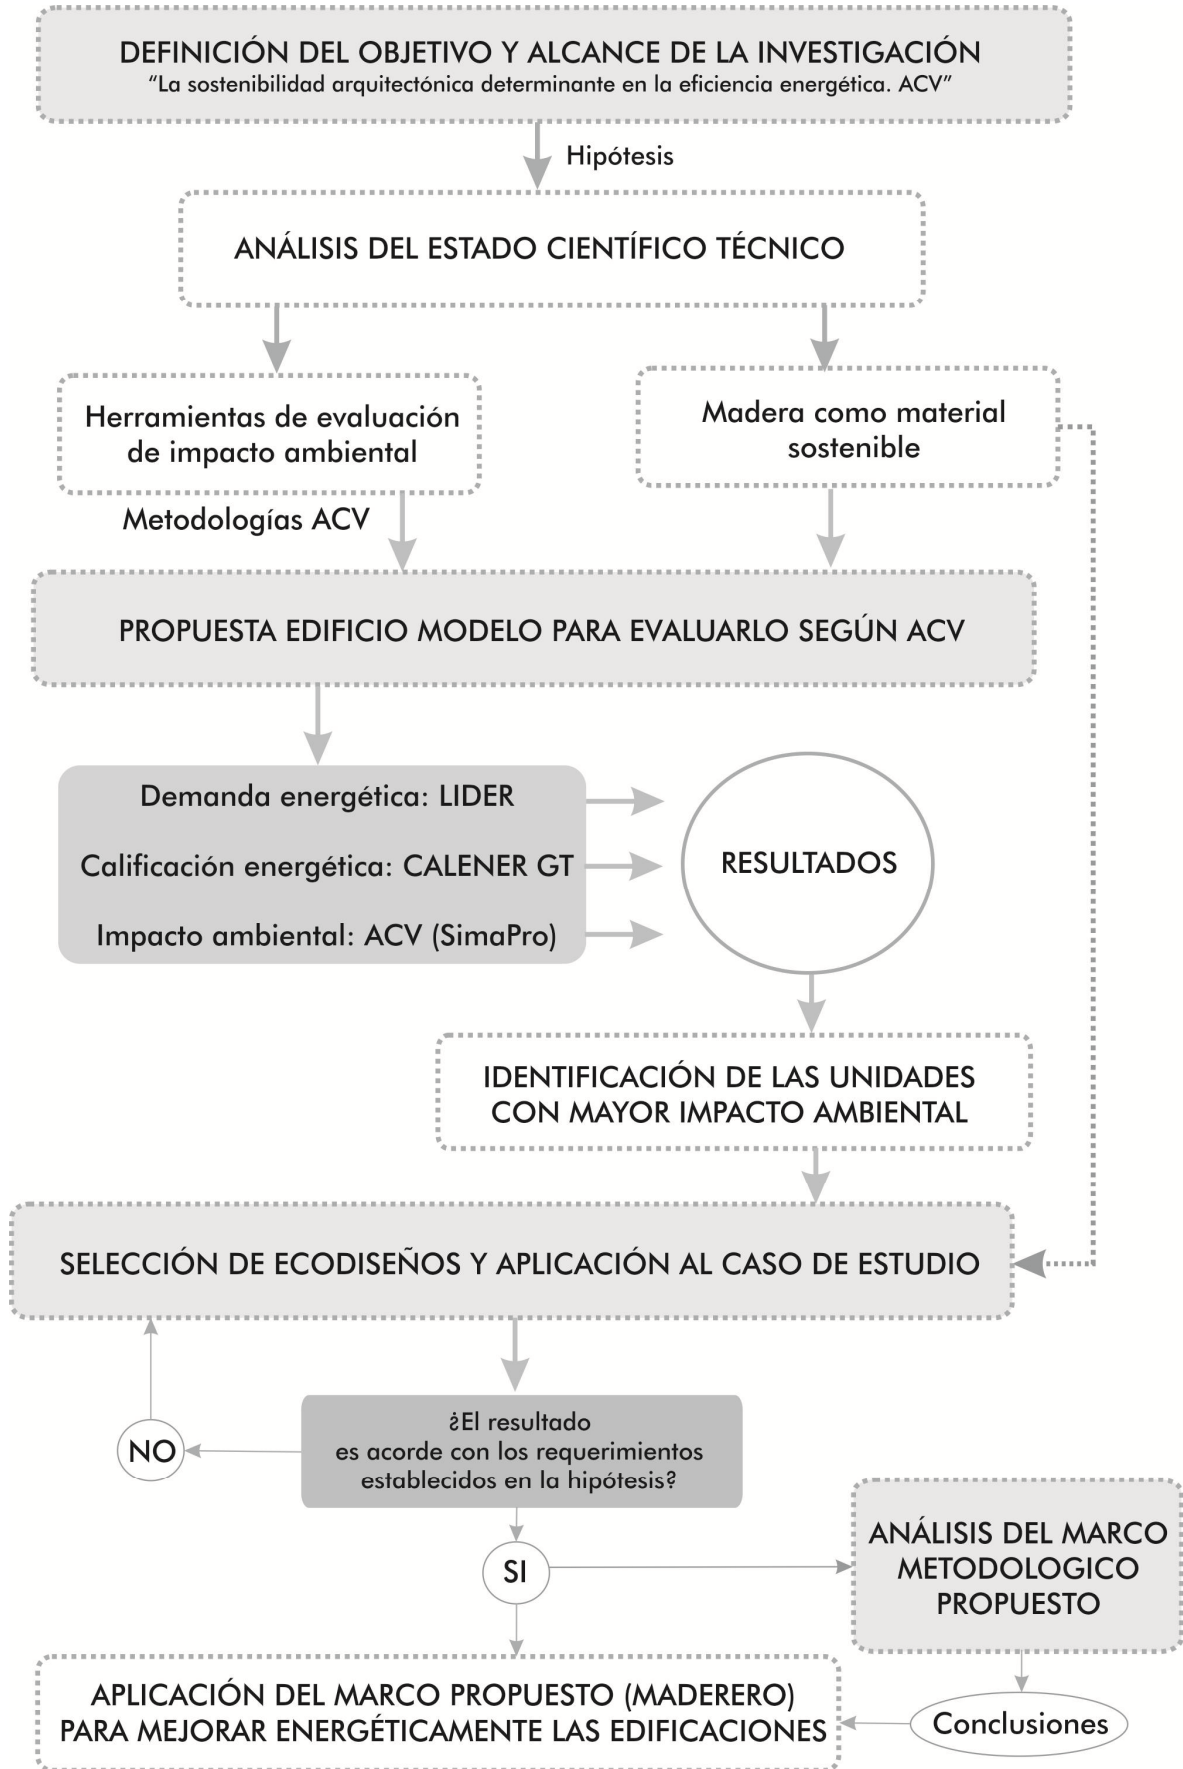 DEFINICIÓN DEL OBJETIVO Y ALCANCE DE LA INVESTIGACIÓN
“La sostenibilidad arquitectónica determinante en la eficiencia energética. ACV”
Hipótesis
ANÁLISIS DEL ESTADO CIENTÍFICO TÉCNICO
Herramientas de evaluación
de impacto ambiental
Madera como material
sostenible
Metodologías ACV
PROPUESTA EDIFICIO MODELO PARA EVALUARLO SEGÚN ACV
Demanda energética: LIDER
Calificación energética: CALENER GT
Impacto ambiental: ACV (SimaPro)
RESULTADOS
IDENTIFICACIÓN DE LAS UNIDADES
CON MAYOR IMPACTO AMBIENTAL
SELECCIÓN DE ECODISEÑOS Y APLICACIÓN AL CASO DE ESTUDIO
¿El resultado
es acorde con los requerimientos
establecidos en la hipótesis?
NO
SI
ANÁLISIS DEL MARCO
METODOLOGICO
PROPUESTO
APLICACIÓN DEL MARCO PROPUESTO (MADERERO)
PARA MEJORAR ENERGÉTICAMENTE LAS EDIFICACIONES
Conclusiones